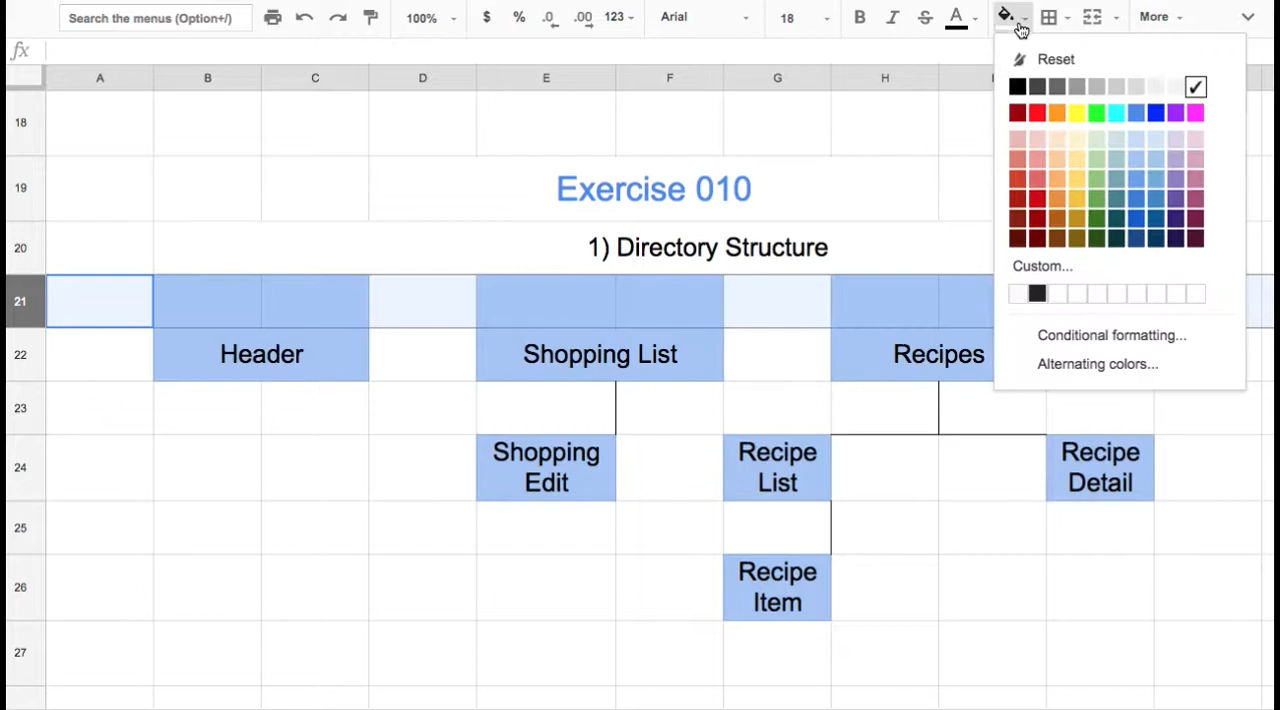 Search the menus (Option+/) 100% $ % .0 .00 123 Arial 18 B I S A More
fx
A B C D E F G H
Reset
18
19 Exercise 010
20 1) Directory Structure
Custom...
21
Conditional formatting...
22 Header Shopping List Recipes
Alternating colors...
23
24 Shopping Edit Recipe List Recipe Detail
25
26 Recipe Item
27